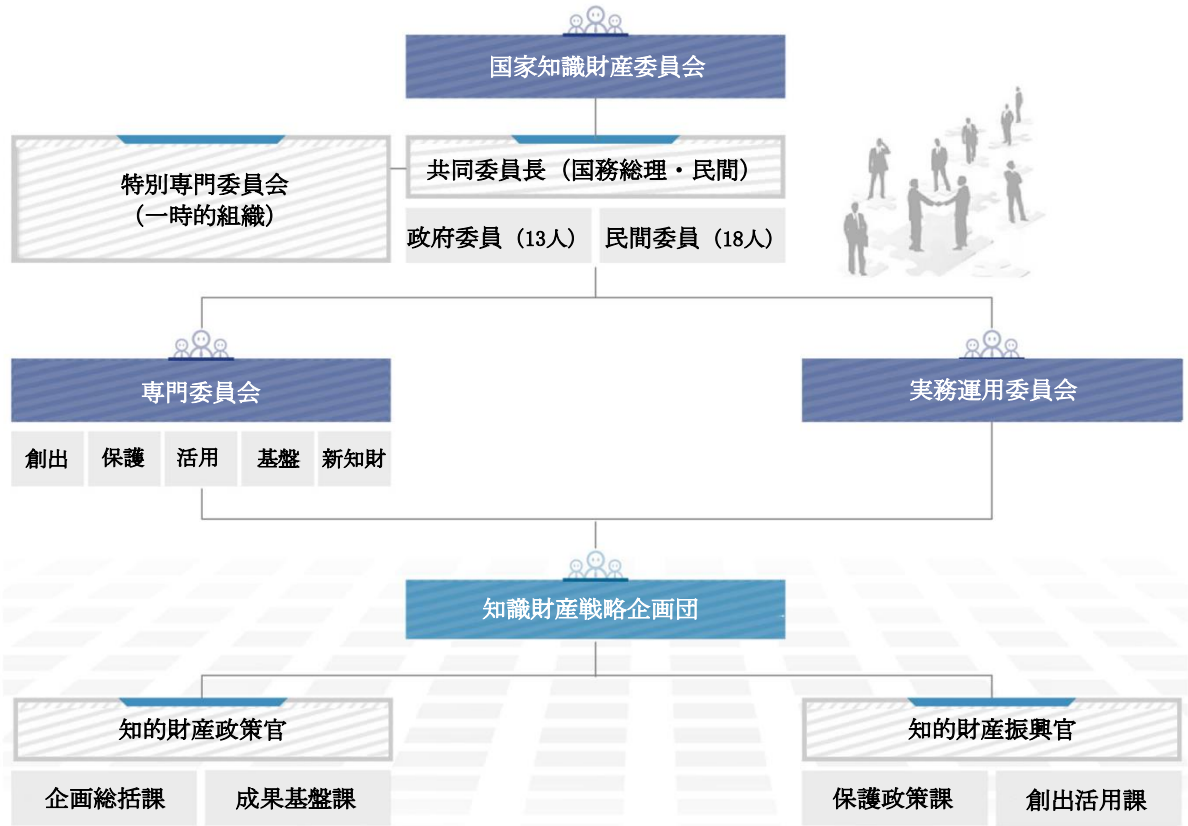 国家知識財産委員会
特別専門委員会
（一時的組織）
共同委員長（国務総理・民間）
政府委員（13人）
民間委員（18人）
専門委員会
実務運用委員会
創出
保護
活用
基盤
新知財
知識財産戦略企画団
知的財産政策官
知的財産振興官
企画総括課
成果基盤課
保護政策課
創出活用課